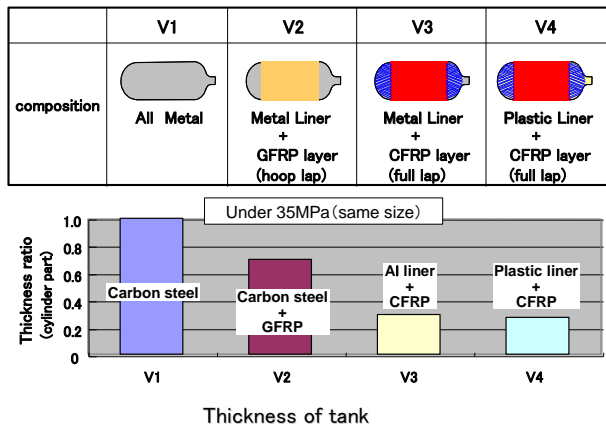 V1 V2 V3 V4
composition
All Metal
Metal Liner
+
GFRP layer
(hoop lap)
Metal Liner
+
CFRP layer
(full lap)
Plastic Liner
+
CFRP layer
(full lap)
Under 35MPa(same size)
Thickness ratio
(cylinder part)
1.0
0.8
0.6
0.4
0.2
0
Carbon steel
Carbon steel
+
GFRP
Al liner
+
CFRP
Plastic liner
+
CFRP
V1 V2 V3 V4
Thickness of tank